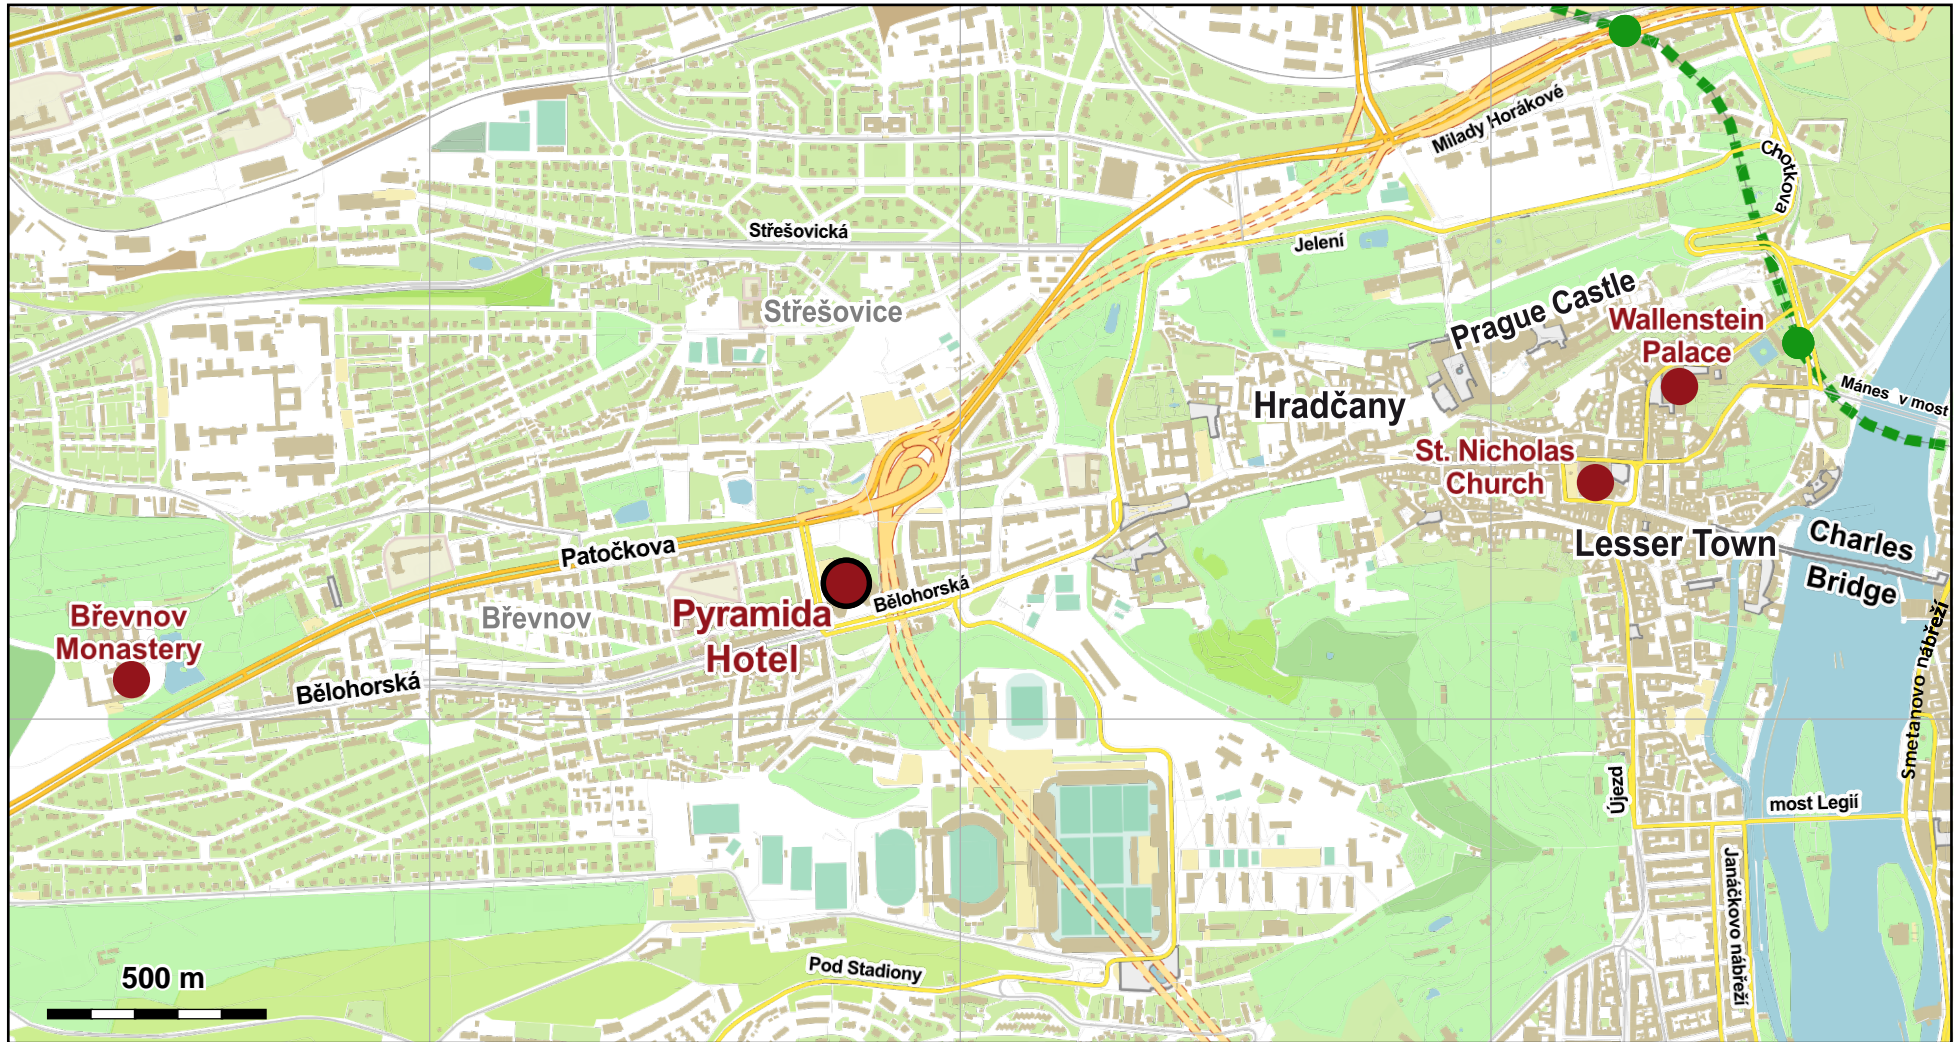 Milady Horákové
Chotkova
Střešovická
Jelení
Střešovice
Prague Castle
Wallenstein
Palace
Mánes v most
Hradčany
St. Nicholas
Church
Lesser Town
Charles
Bridge
Patočkova
Bělohorská
Břevnov
Monastery
Břevnov
Pyramida
Hotel
Bělohorská
Smetanovo nábřeží
Újezd
most Legií
Janáčkovo nábřeží
Pod Stadiony
500 m